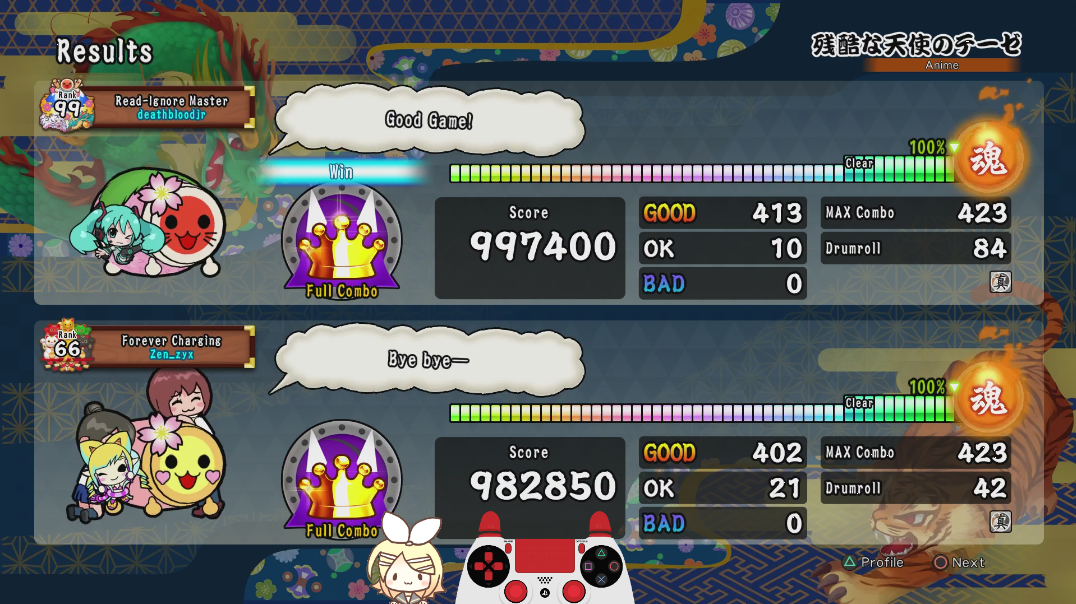 Results
残酷な天使のテーゼ
Anime
Rank
99
Read-Ignore Master
deathbloodjr
Good Game!
Win
Full Combo
Clear
100%
魂
Score
997400
GOOD 413
OK 10
BAD 0
MAX Combo 423
Drumroll 84
真
Rank
66
Forever Charging
Zen_zyx
Bye bye—
Full Combo
Clear
100%
魂
Score
982850
GOOD 402
OK 21
BAD 0
MAX Combo 423
Drumroll 42
真
Profile
Next